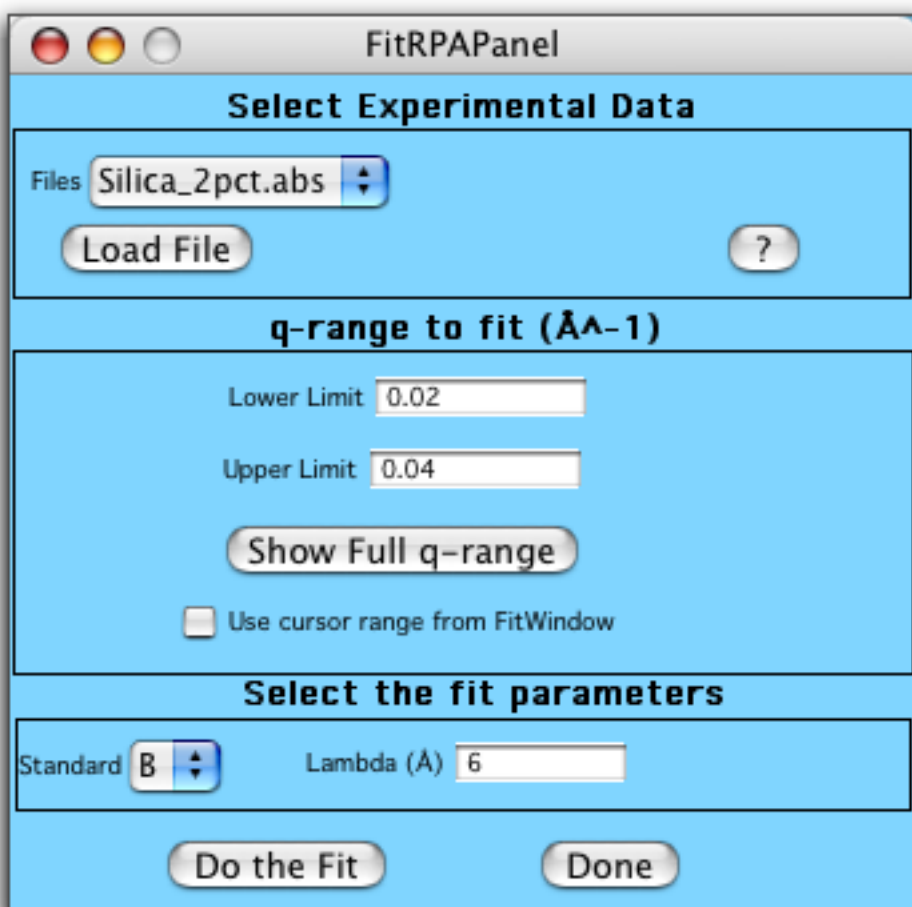 FitRPAPanel
Select Experimental Data
Files Silica_2pct.abs
Load File ?
q-range to fit (Å^-1)
Lower Limit 0.02
Upper Limit 0.04
Show Full q-range
Use cursor range from FitWindow
Select the fit parameters
Standard B Lambda (Å) 6
Do the Fit Done